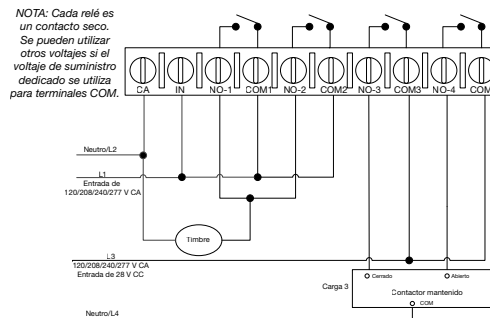 NOTA: Cada relé es
un contacto seco.
Se pueden utilizar
otros voltajes si el
voltaje de suministro
dedicado se utiliza
para terminales COM.
CA IN NO-1 COM1 NO-2 COM2 NO-3 COM3 NO-4 COM
Neutro/L2
L1
Entrada de
120/208/240/277 V CA
Timbre
L3
120/208/240/277 V CA
Entrada de 28 V CC
Carga 3
Cerrado
Abierto
Contactor mantenido
COM
Neutro/L4